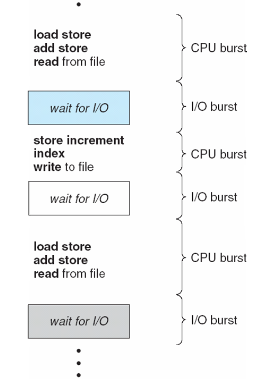 load store
add store
read from file
CPU burst
wait for I/O
I/O burst
store increment
index
write to file
CPU burst
wait for I/O
I/O burst
load store
add store
read from file
CPU burst
wait for I/O
I/O burst